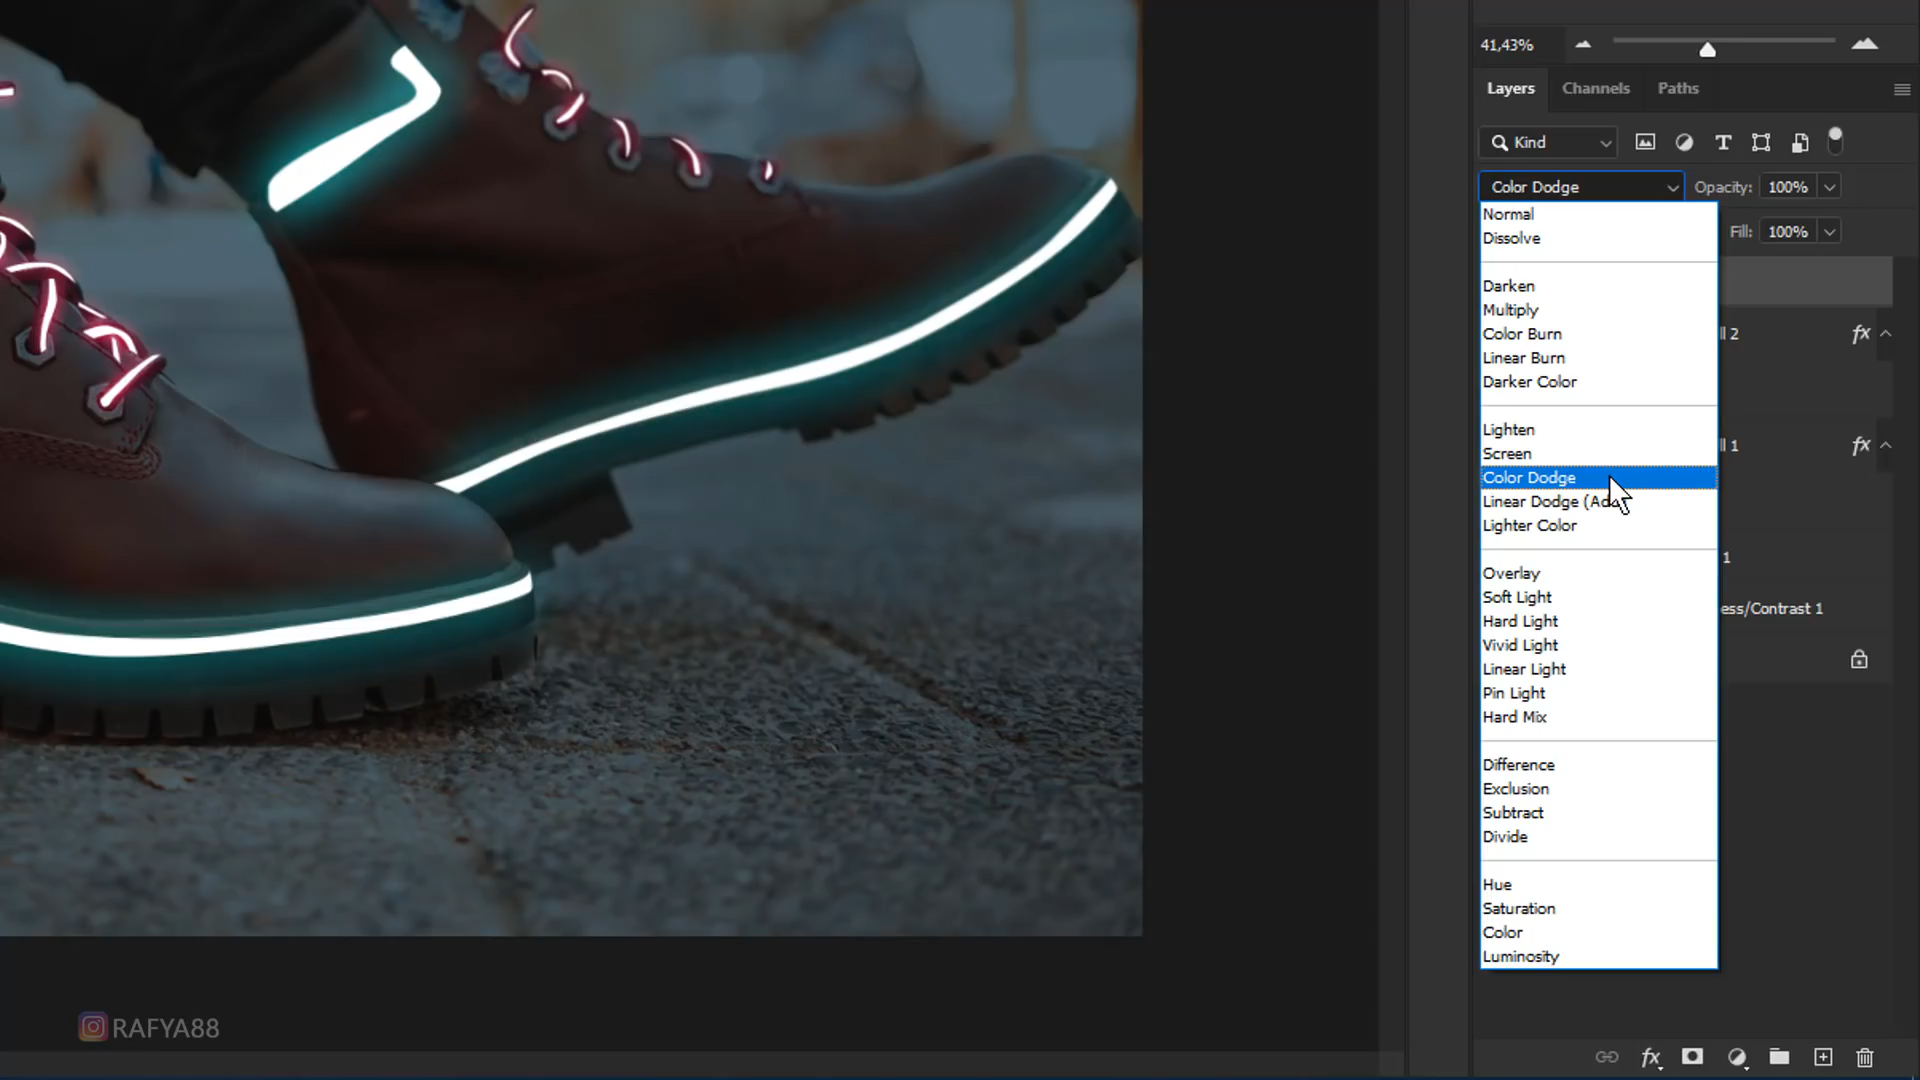 41,43%
Layers
Channels
Paths
Kind
Color Dodge
Opacity: 100%
Normal
Fill: 100%
Dissolve
Darken
Multiply
Color Burn
ll 2
fx
Linear Burn
Darker Color
Lighten
ll 1
fx
Screen
Color Dodge
Linear Dodge (Ad
Lighter Color
1
Overlay
Soft Light
ess/Contrast 1
Hard Light
Vivid Light
Linear Light
Pin Light
Hard Mix
Difference
Exclusion
Subtract
Divide
Hue
Saturation
Color
Luminosity
RAFYA88
fx